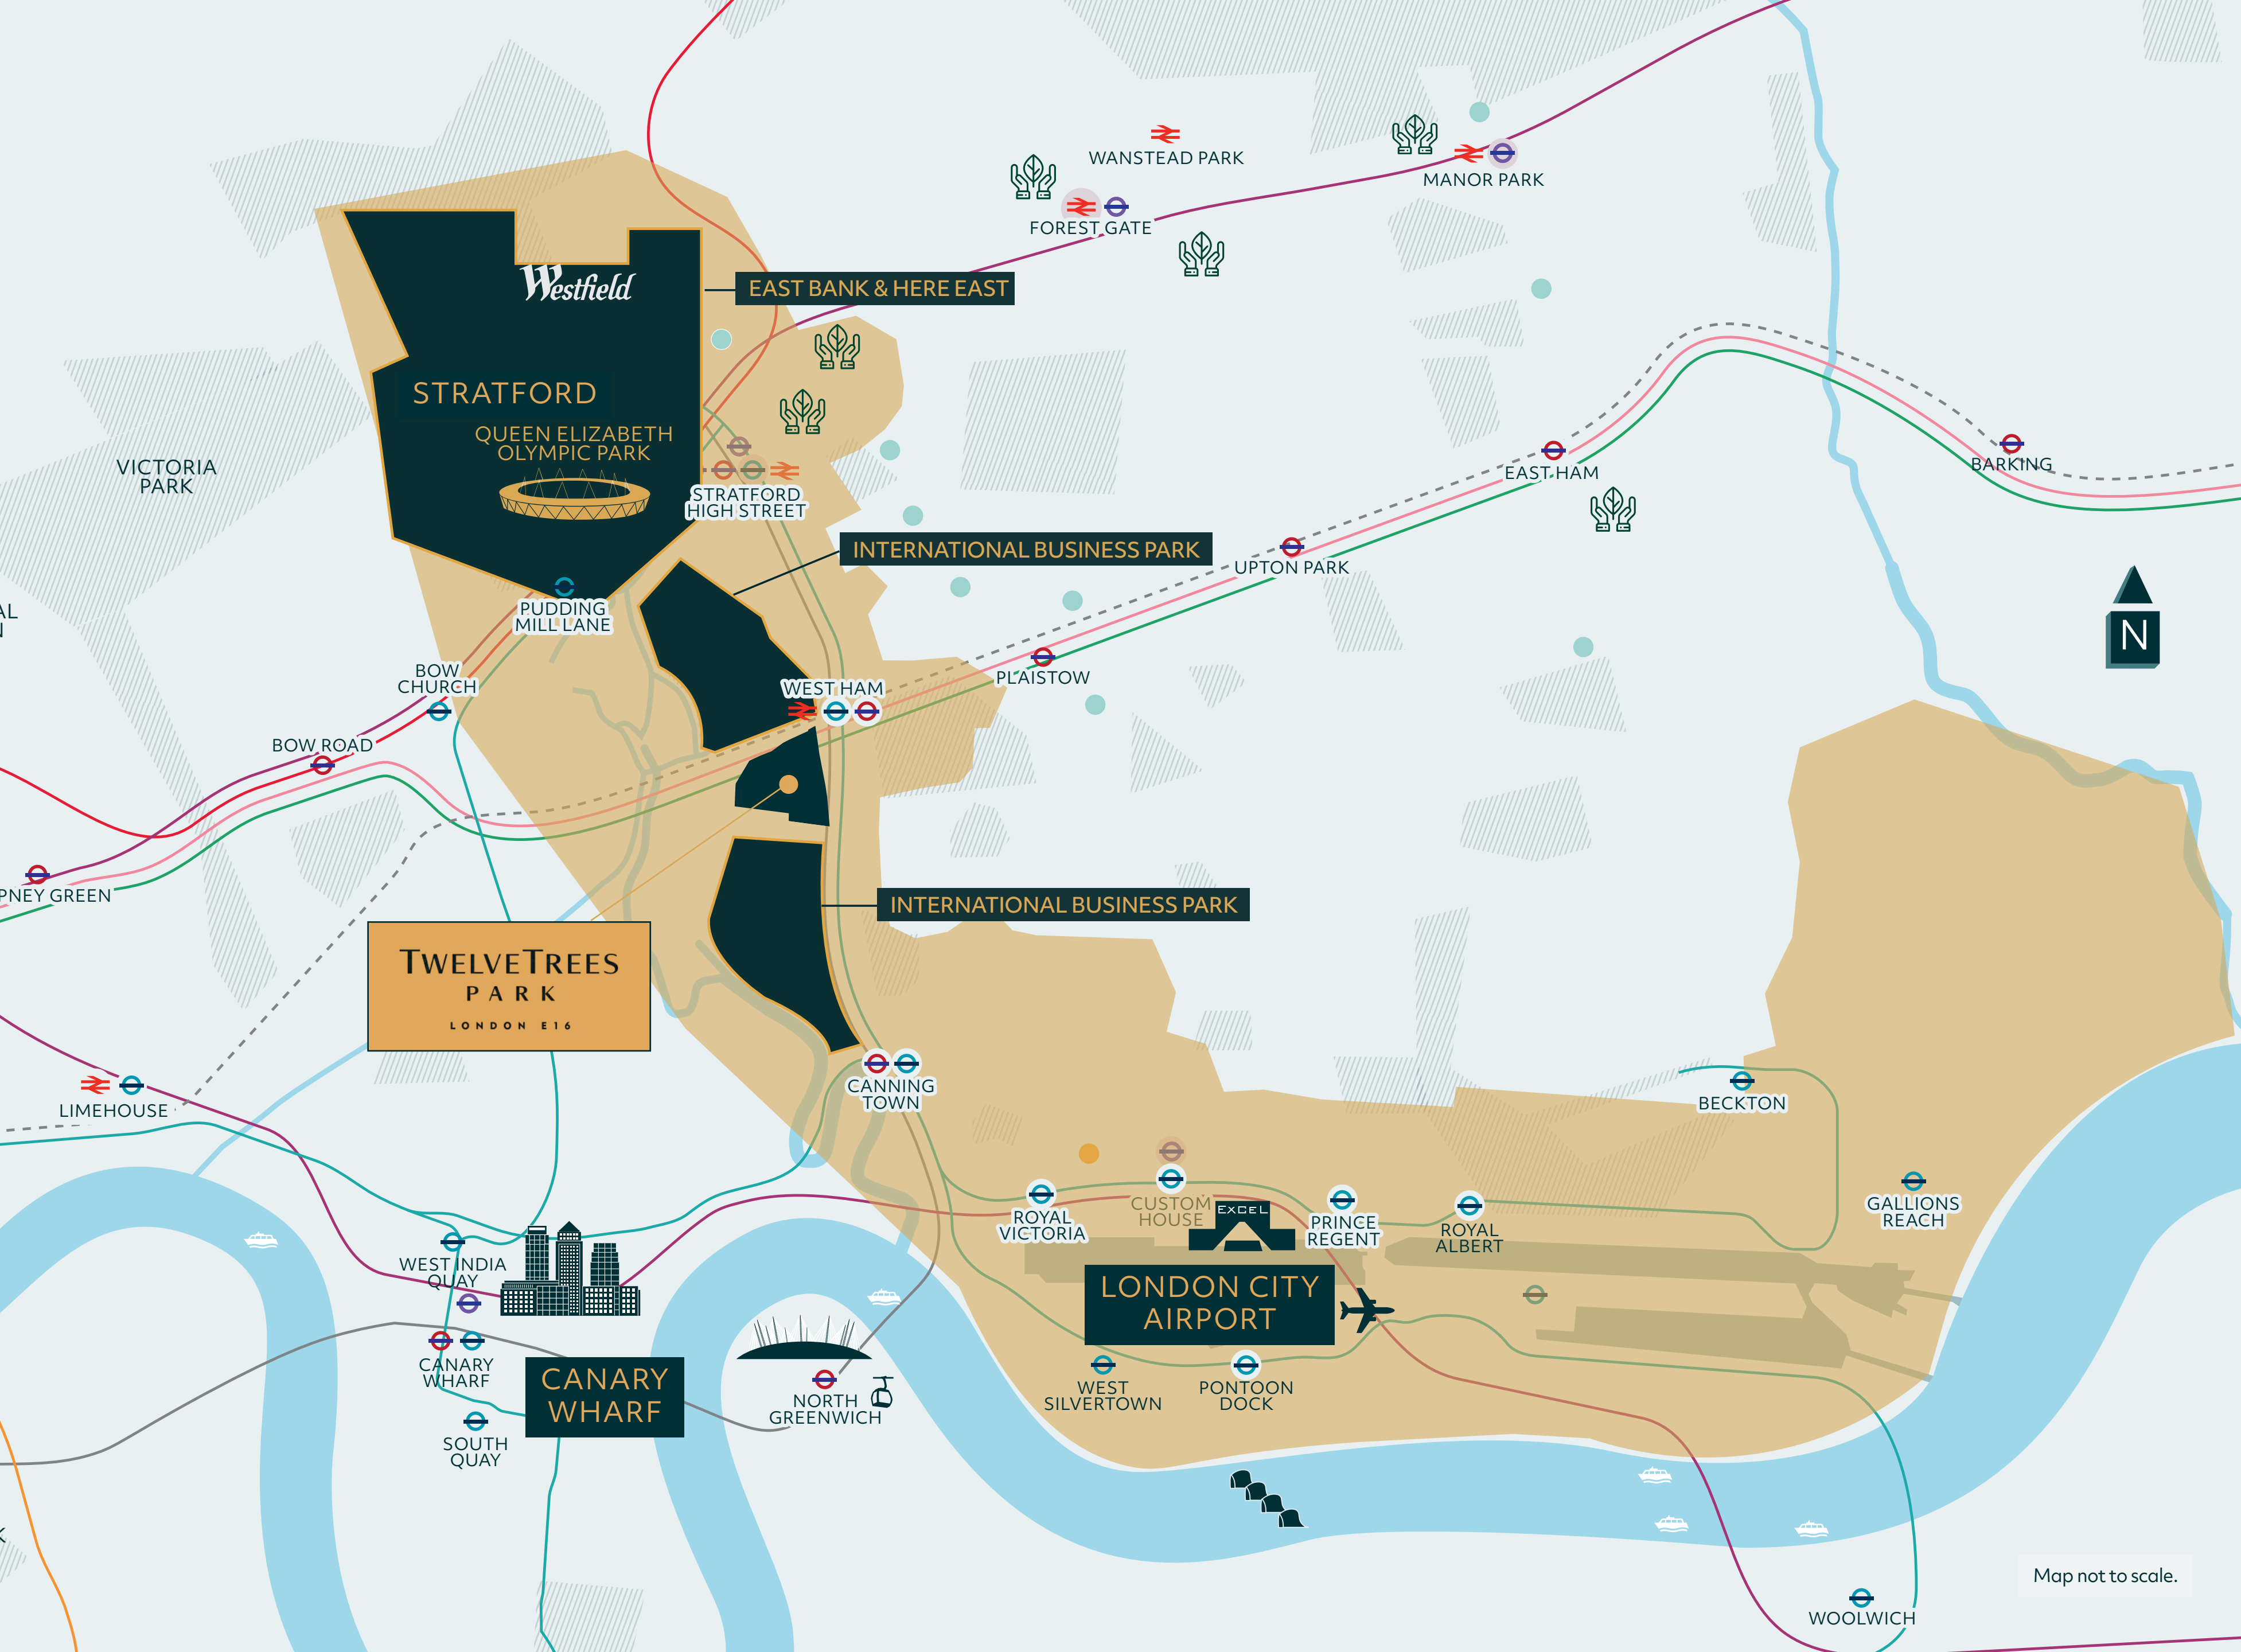 WANSTEAD PARK
MANOR PARK
FOREST GATE
Westfield
EAST BANK & HERE EAST
STRATFORD
QUEEN ELIZABETH
OLYMPIC PARK
VICTORIA
PARK
STRATFORD
HIGH STREET
EAST HAM
BARKING
INTERNATIONAL BUSINESS PARK
UPTON PARK
PUDDING
MILL LANE
AL
N
BOW
CHURCH
WEST HAM
PLAISTOW
BOW ROAD
PNEY GREEN
INTERNATIONAL BUSINESS PARK
TWELVETREES
PARK
LONDON E16
LIMEHOUSE
CANNING
TOWN
BECKTON
GALLIONS
REACH
CUSTOM
HOUSE
EXCEL
ROYAL
VICTORIA
PRINCE
REGENT
ROYAL
ALBERT
WEST INDIA
QUAY
LONDON CITY
AIRPORT
CANARY
WHARF
CANARY
WHARF
NORTH
GREENWICH
WEST
SILVERTOWN
PONTOON
DOCK
SOUTH
QUAY
K
WOOLWICH
N
Map not to scale.